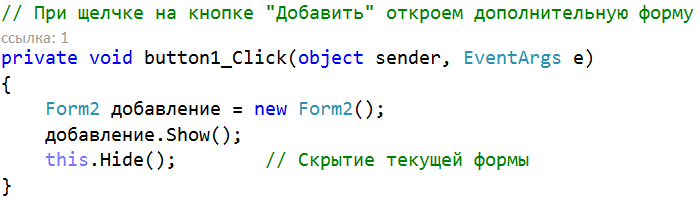 // При щелчке на кнопке "Добавить" откроем дополнительную форму
ссылка: 1
private void button1_Click(object sender, EventArgs e)
{
    Form2 добавление = new Form2();
    добавление.Show();
    this.Hide();        // Скрытие текущей формы
}